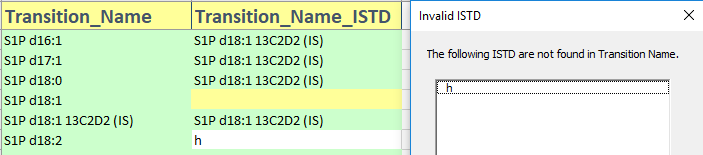 Transition_Name Transition_Name_ISTD
S1P d16:1 S1P d18:1 13C2D2 (IS)
S1P d17:1 S1P d18:1 13C2D2 (IS)
S1P d18:0 S1P d18:1 13C2D2 (IS)
S1P d18:1
S1P d18:1 13C2D2 (IS) S1P d18:1 13C2D2 (IS)
S1P d18:2 h
Invalid ISTD
The following ISTD are not found in Transition Name.
h